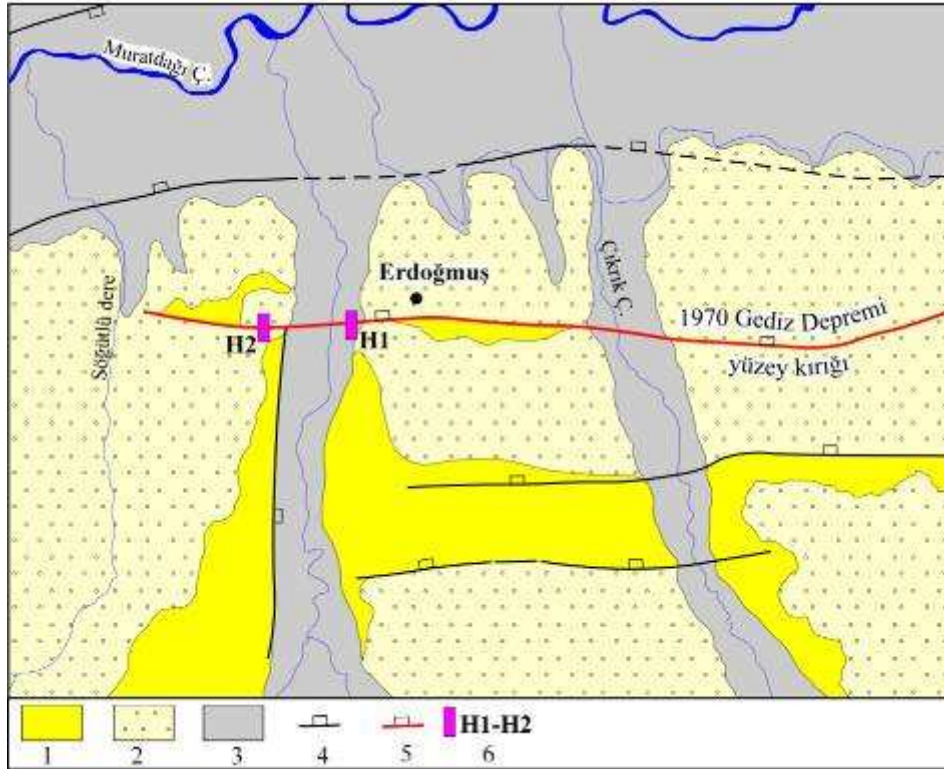 Muratdağı Ç.
Erdoğmuş
Çıkrık Ç.
Söğütlü dere
H2
H1
1970 Gediz Depremi
yüzey kırığı
H1-H2
1 2 3 4 5 6